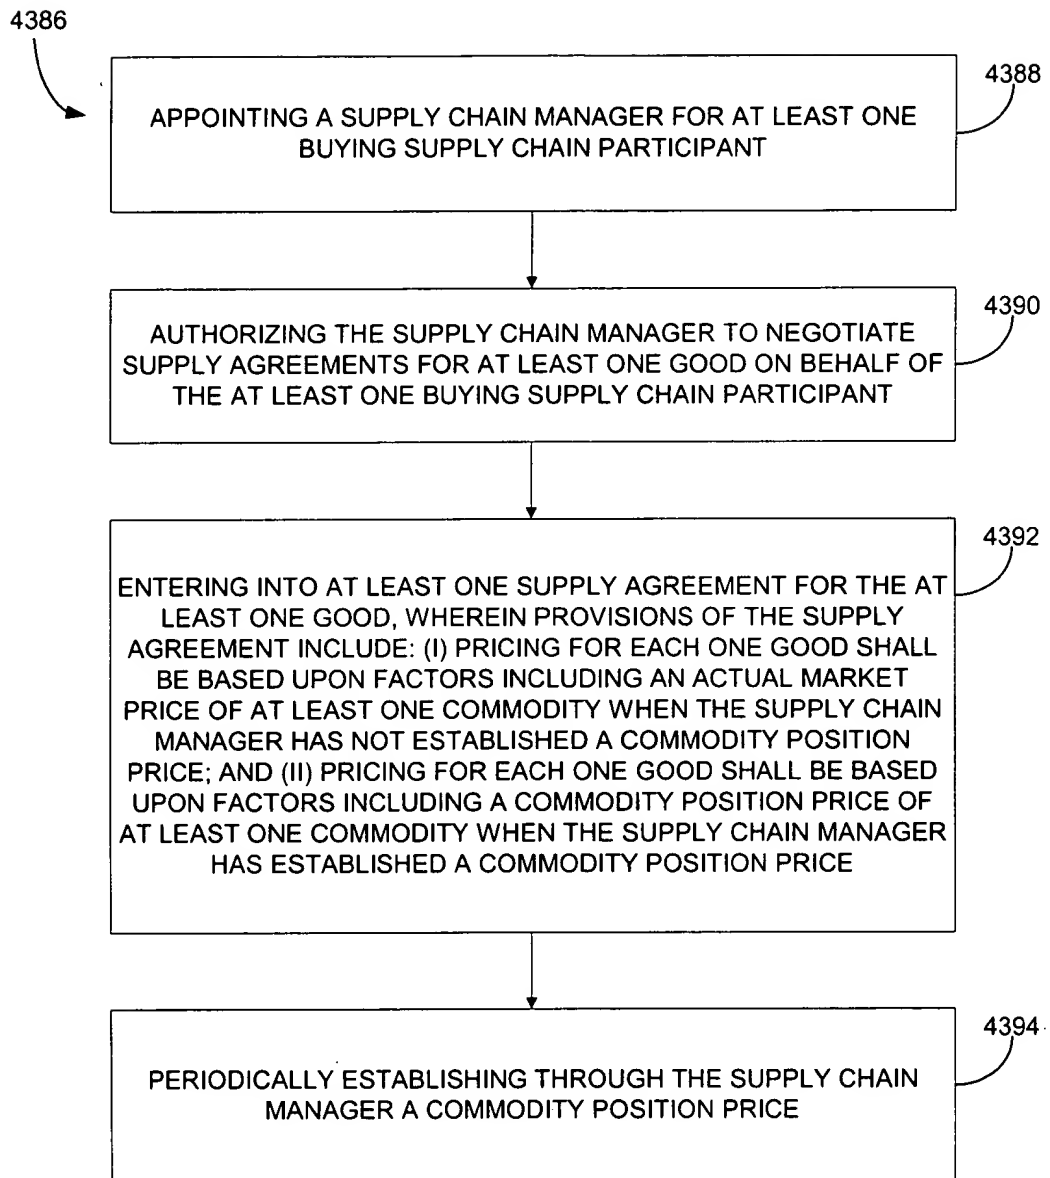 4386
4388
APPOINTING A SUPPLY CHAIN MANAGER FOR AT LEAST ONE
BUYING SUPPLY CHAIN PARTICIPANT
4390
AUTHORIZING THE SUPPLY CHAIN MANAGER TO NEGOTIATE
SUPPLY AGREEMENTS FOR AT LEAST ONE GOOD ON BEHALF OF
THE AT LEAST ONE BUYING SUPPLY CHAIN PARTICIPANT
4392
ENTERING INTO AT LEAST ONE SUPPLY AGREEMENT FOR THE AT
LEAST ONE GOOD, WHEREIN PROVISIONS OF THE SUPPLY
AGREEMENT INCLUDE: (I) PRICING FOR EACH ONE GOOD SHALL
BE BASED UPON FACTORS INCLUDING AN ACTUAL MARKET
PRICE OF AT LEAST ONE COMMODITY WHEN THE SUPPLY CHAIN
MANAGER HAS NOT ESTABLISHED A COMMODITY POSITION
PRICE; AND (II) PRICING FOR EACH ONE GOOD SHALL BE BASED
UPON FACTORS INCLUDING A COMMODITY POSITION PRICE OF
AT LEAST ONE COMMODITY WHEN THE SUPPLY CHAIN MANAGER
HAS ESTABLISHED A COMMODITY POSITION PRICE
4394
PERIODICALLY ESTABLISHING THROUGH THE SUPPLY CHAIN
MANAGER A COMMODITY POSITION PRICE